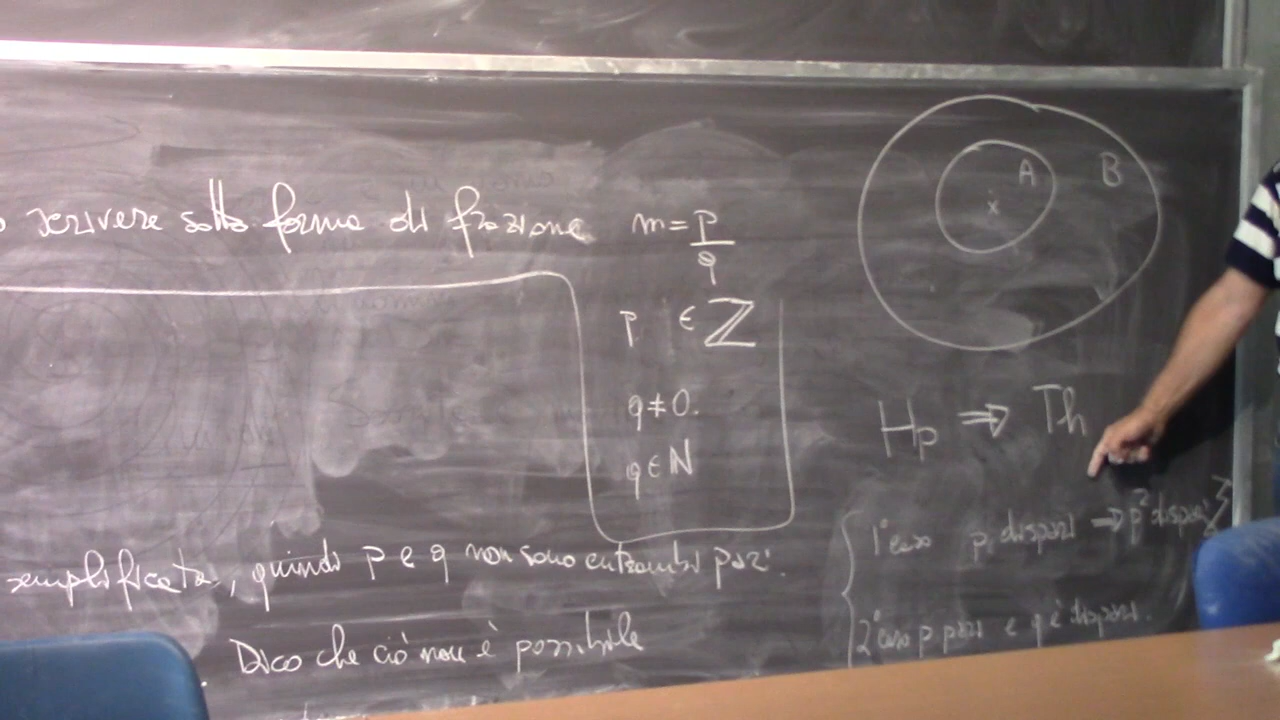 o scrivere sotto forma di frazione m=p/q
p ∈ Z
q≠0.
q∈N
semplificata, quindi p e q non sono entrambi pari.
Dico che ciò non è possibile
A B
x
Hp ⇒ Th
1° caso p dispari → p² dispari
2° caso p pari e q è dispari.